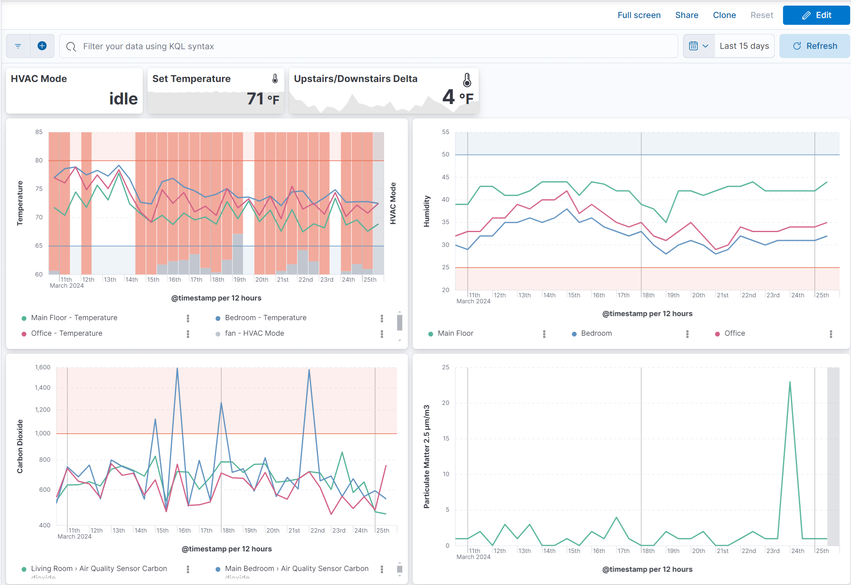 Full screen Share Clone Reset Edit
Filter your data using KQL syntax Last 15 days Refresh
HVAC Mode
idle
Set Temperature
71 °F
Upstairs/Downstairs Delta
4 °F
85
80
75
70
65
60
Temperature
HVAC Mode
11th 12th 13th 14th 15th 16th 17th 18th 19th 20th 21st 22nd 23rd 24th 25th
March 2024
@timestamp per 12 hours
Main Floor - Temperature Bedroom - Temperature
Office - Temperature fan - HVAC Mode
55
50
45
40
35
30
25
20
Humidity
11th 12th 13th 14th 15th 16th 17th 18th 19th 20th 21st 22nd 23rd 24th 25th
March 2024
@timestamp per 12 hours
Main Floor Bedroom Office
1,600
1,400
1,200
1,000
800
600
400
Carbon Dioxide
11th 12th 13th 14th 15th 16th 17th 18th 19th 20th 21st 22nd 23rd 24th 25th
March 2024
@timestamp per 12 hours
Living Room › Air Quality Sensor Carbon Main Bedroom › Air Quality Sensor Carbon
dioxide dioxide
25
20
15
10
5
0
Particulate Matter 2.5 µm/m3
11th 12th 13th 14th 15th 16th 17th 18th 19th 20th 21st 22nd 23rd 24th 25th
March 2024
@timestamp per 12 hours